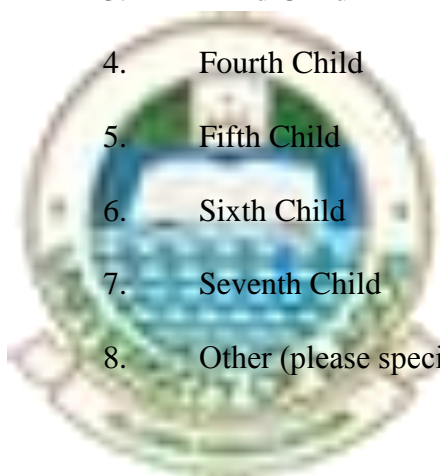 4. Fourth Child
5. Fifth Child
6. Sixth Child
7. Seventh Child
8. Other (please speci